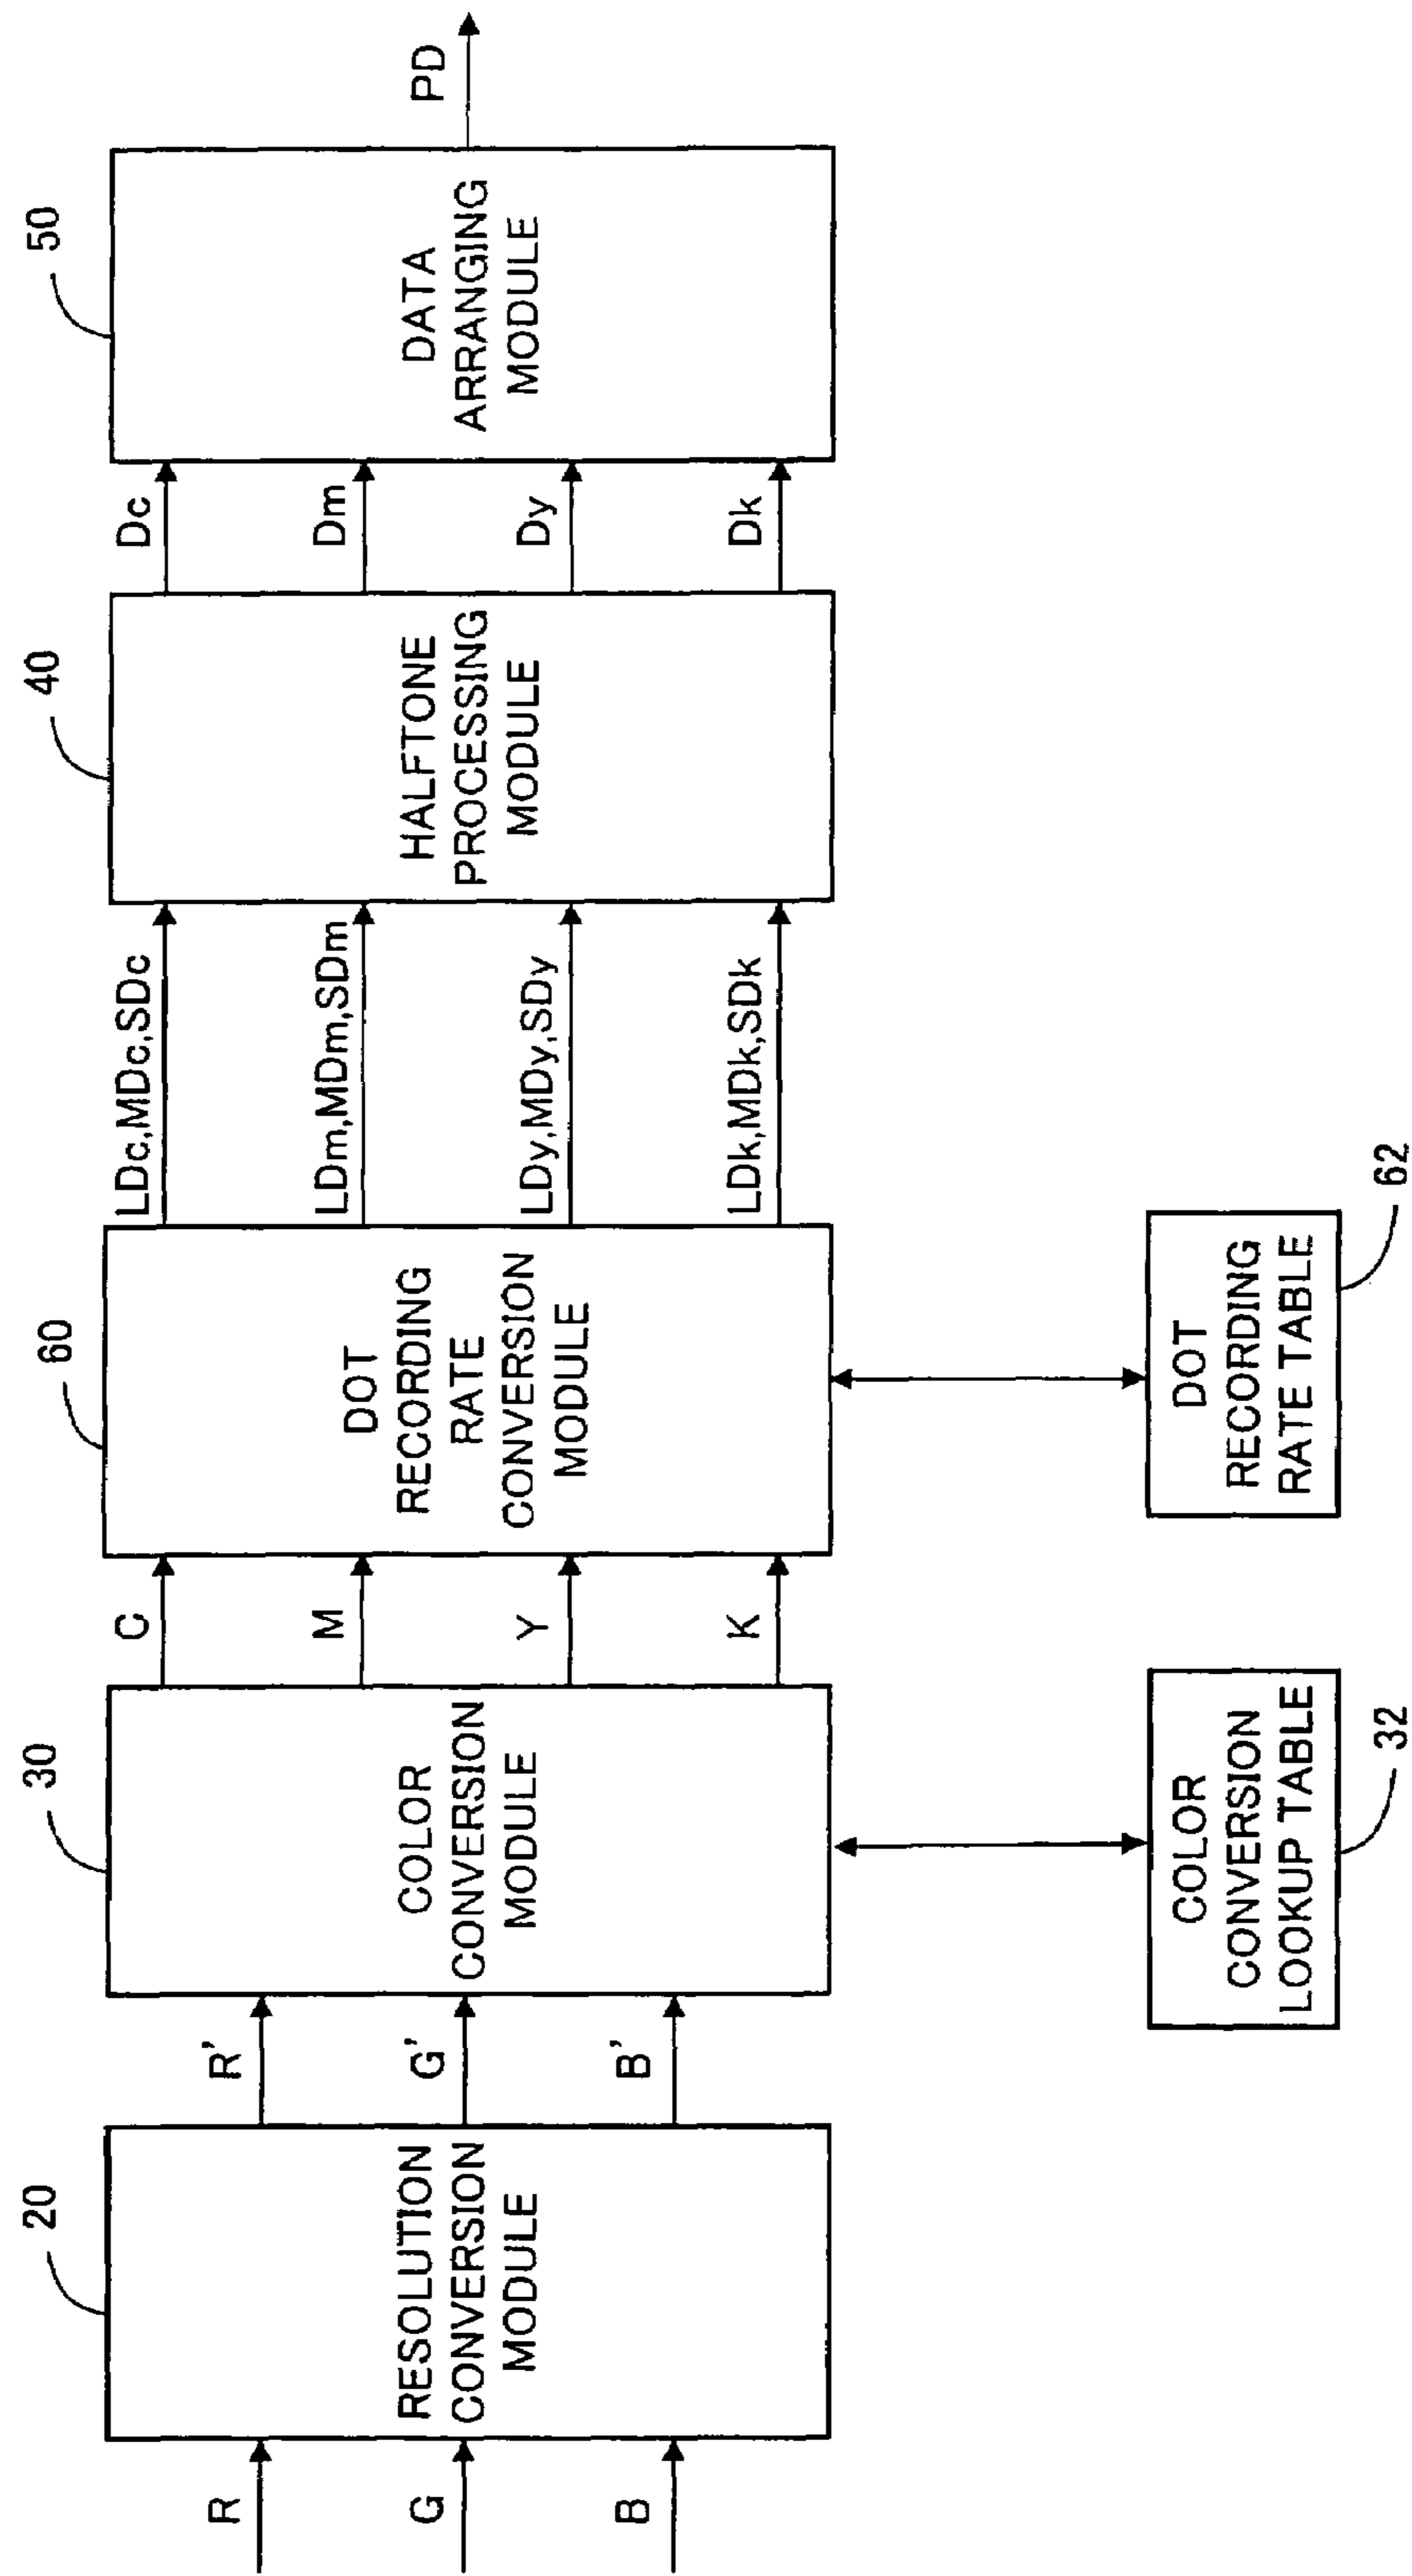 20
30
60
40
50
R
G
B
RESOLUTION
CONVERSION
MODULE
R'
G'
B'
COLOR
CONVERSION
MODULE
C
M
Y
K
DOT
RECORDING
RATE
CONVERSION
MODULE
LDc,MDc,SDc
LDm,MDm,SDm
LDy,MDy,SDy
LDk,MDk,SDk
HALFTONE
PROCESSING
MODULE
Dc
Dm
Dy
Dk
DATA
ARRANGING
MODULE
PD
COLOR
CONVERSION
LOOKUP TABLE
32
DOT
RECORDING
RATE TABLE
62